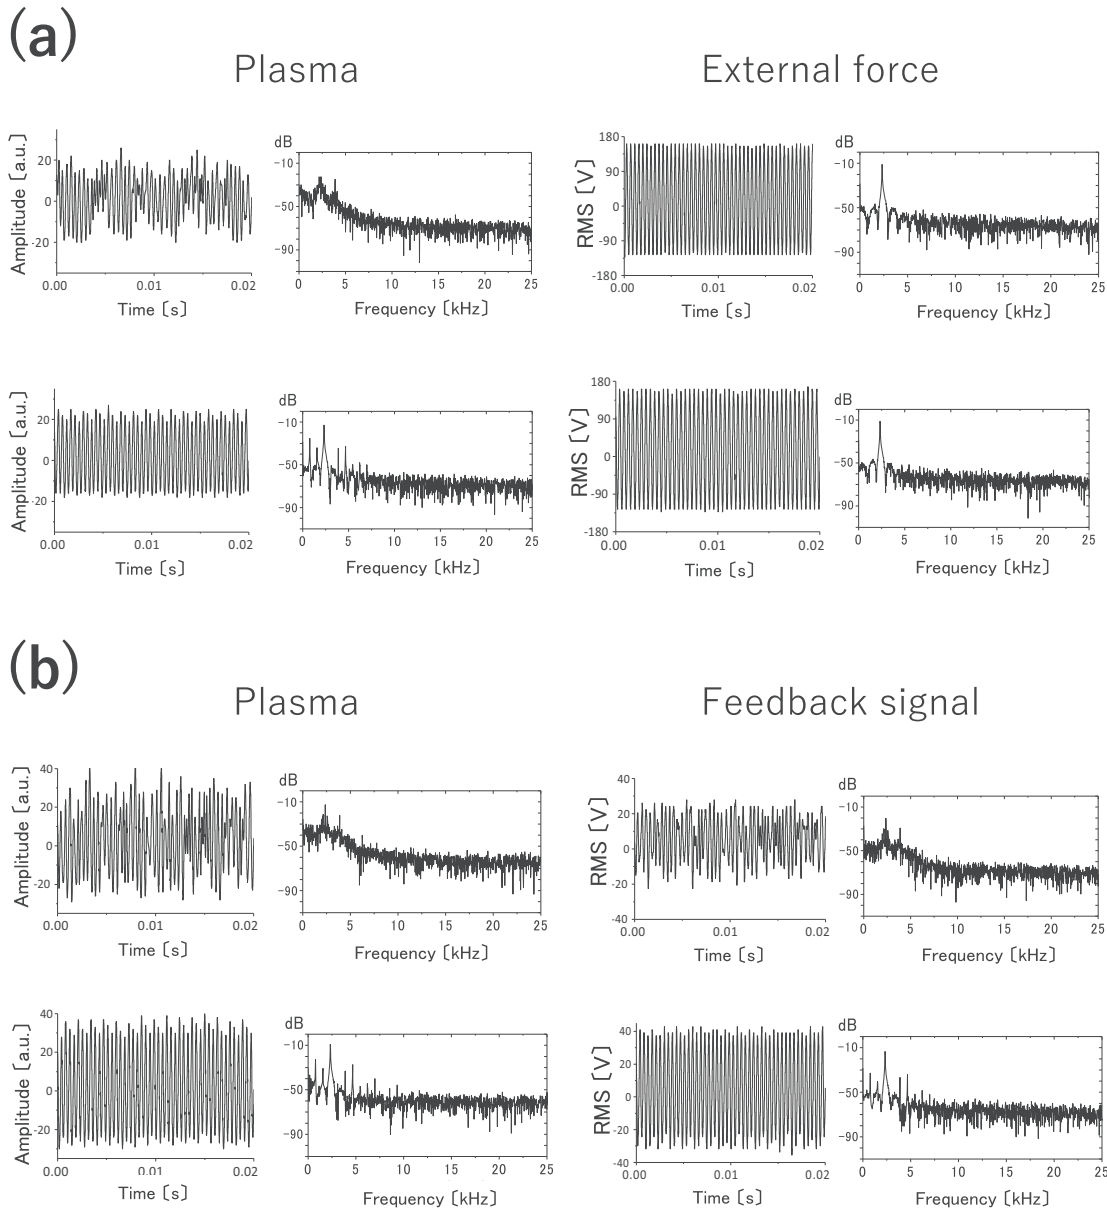 (a)
Plasma
External force
Amplitude [a.u.]
20
0
-20
0.00 0.01 0.02
Time [s]
dB
-10
-50
-90
0 5 10 15 20 25
Frequency [kHz]
RMS [V]
180
90
0
-90
-180
0.00 0.01 0.02
Time [s]
dB
-10
-50
-90
0 5 10 15 20 25
Frequency [kHz]
Amplitude [a.u.]
20
0
-20
0.00 0.01 0.02
Time [s]
dB
-10
-50
-90
0 5 10 15 20 25
Frequency [kHz]
RMS [V]
180
90
0
-90
-180
0.00 0.01 0.02
Time [s]
dB
-10
-50
-90
0 5 10 15 20 25
Frequency [kHz]
(b)
Plasma
Feedback signal
Amplitude [a.u.]
40
20
0
-20
0.00 0.01 0.02
Time [s]
dB
-10
-50
-90
0 5 10 15 20 25
Frequency [kHz]
RMS [V]
40
20
0
-20
-40
0.00 0.01 0.02
Time [s]
dB
-10
-50
-90
0 5 10 15 20 25
Frequency [kHz]
Amplitude [a.u.]
40
20
0
-20
0.00 0.01 0.02
Time [s]
dB
-10
-50
-90
0 5 10 15 20 25
Frequency [kHz]
RMS [V]
40
20
0
-20
-40
0.00 0.01 0.02
Time [s]
dB
-10
-50
-90
0 5 10 15 20 25
Frequency [kHz]